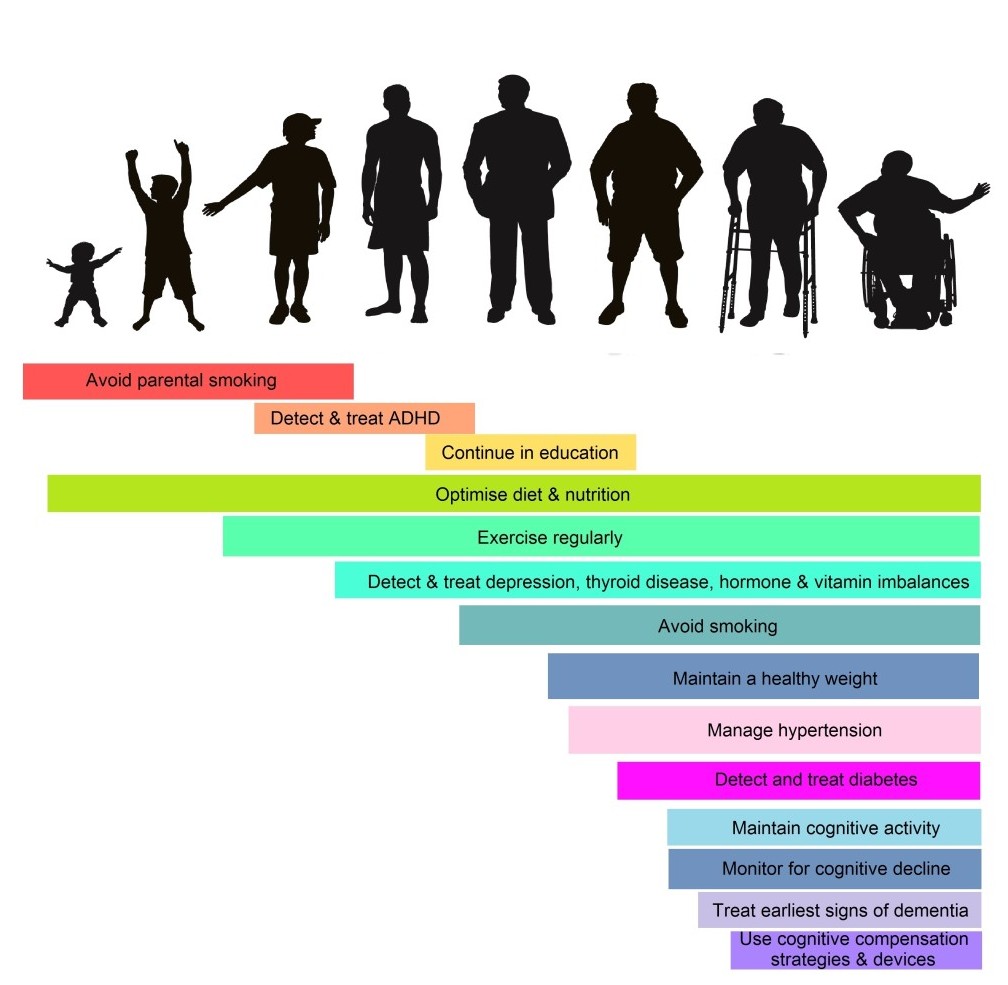 Avoid parental smoking
Detect & treat ADHD
Continue in education
Optimise diet & nutrition
Exercise regularly
Detect & treat depression, thyroid disease, hormone & vitamin imbalances
Avoid smoking
Maintain a healthy weight
Manage hypertension
Detect and treat diabetes
Maintain cognitive activity
Monitor for cognitive decline
Treat earliest signs of dementia
Use cognitive compensation
strategies & devices